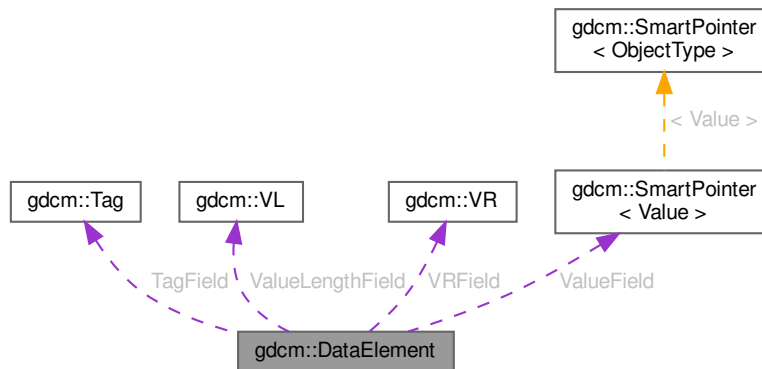 gdcm::SmartPointer
< ObjectType >
< Value >
gdcm::Tag
gdcm::VL
gdcm::VR
gdcm::SmartPointer
< Value >
TagField
ValueLengthField
VRField
ValueField
gdcm::DataElement